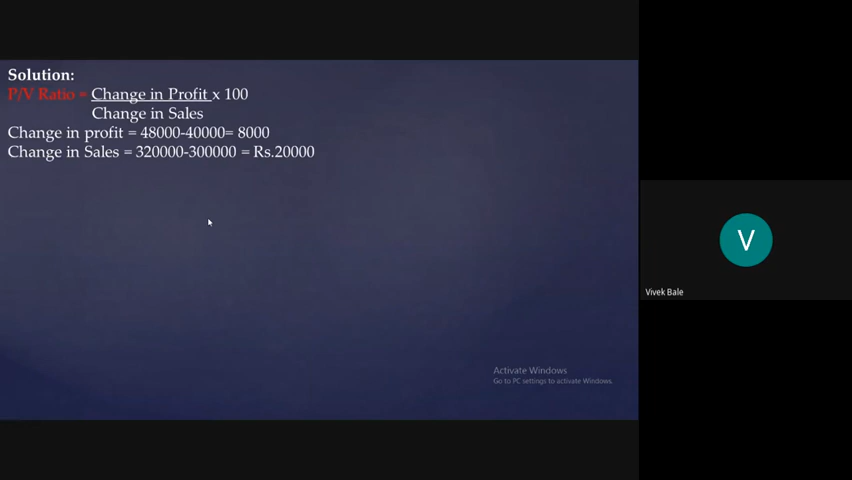 Solution:
P/V Ratio = Change in Profit x 100
Change in Sales
Change in profit = 48000-40000= 8000
Change in Sales = 320000-300000 = Rs.20000
V
Vivek Bale
Activate Windows
Go to PC settings to activate Windows.